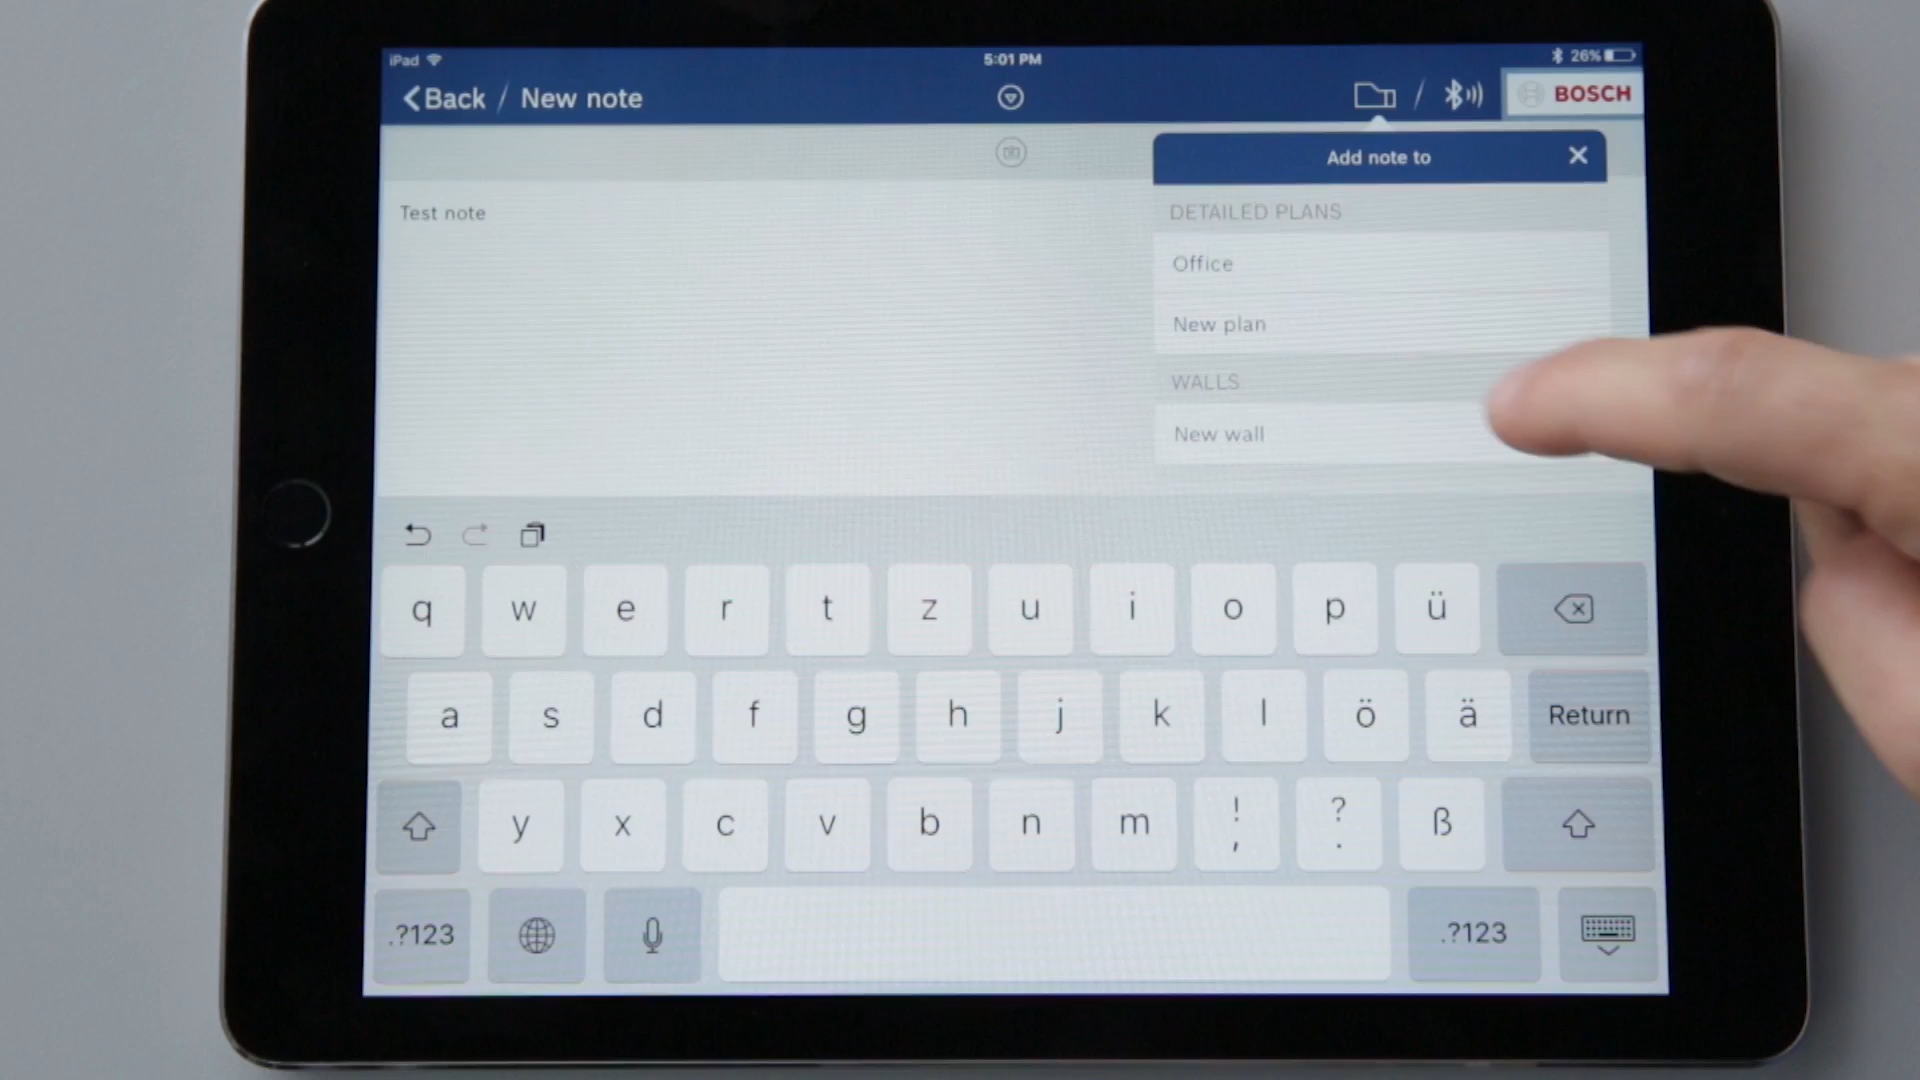 iPad 5:01 PM 26%
Back / New note / BOSCH
Add note to
Test note
DETAILED PLANS
Office
New plan
WALLS
New wall
q w e r t z u i o p ü
a s d f g h j k l ö ä Return
y x c v b n m ! , ? . ß
.?123 .?123